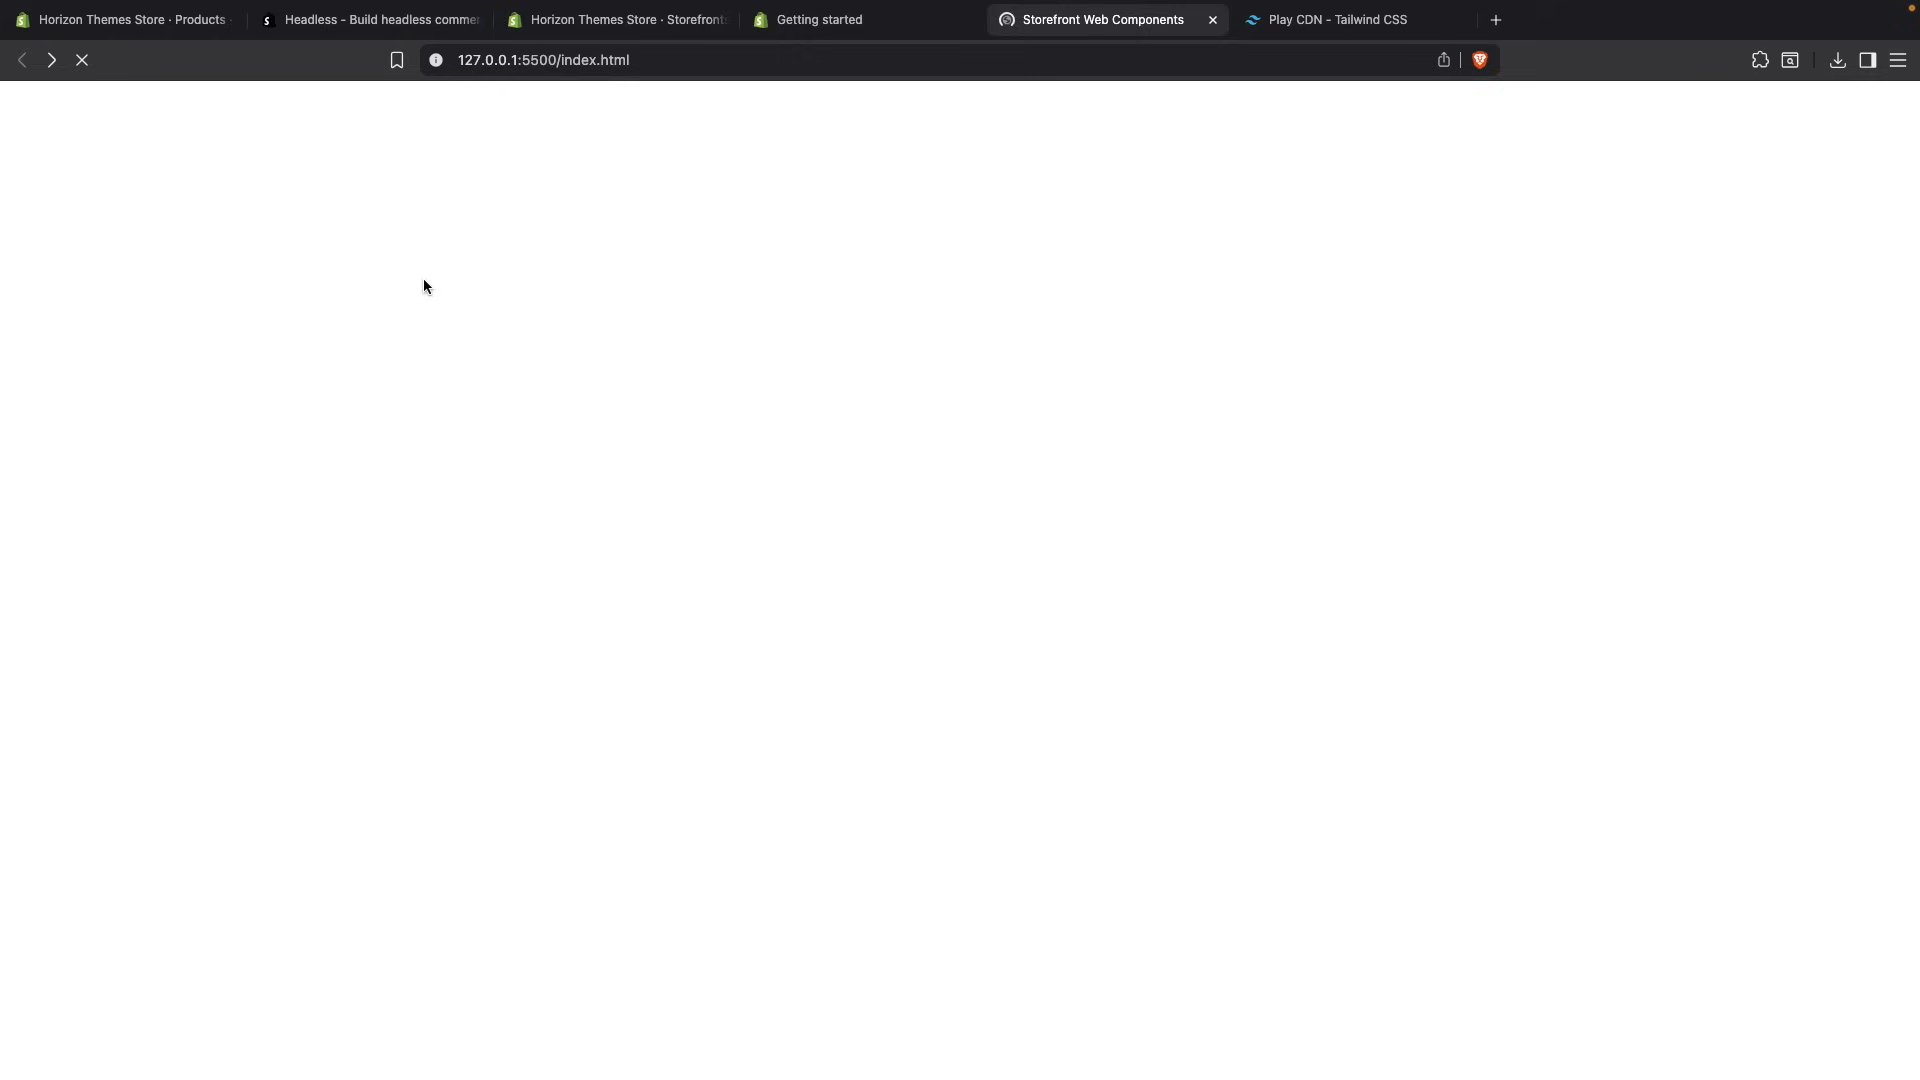 Horizon Themes Store · Products
Headless - Build headless commer
Horizon Themes Store · Storefront
Getting started
Storefront Web Components
Play CDN - Tailwind CSS
127.0.0.1:5500/index.html